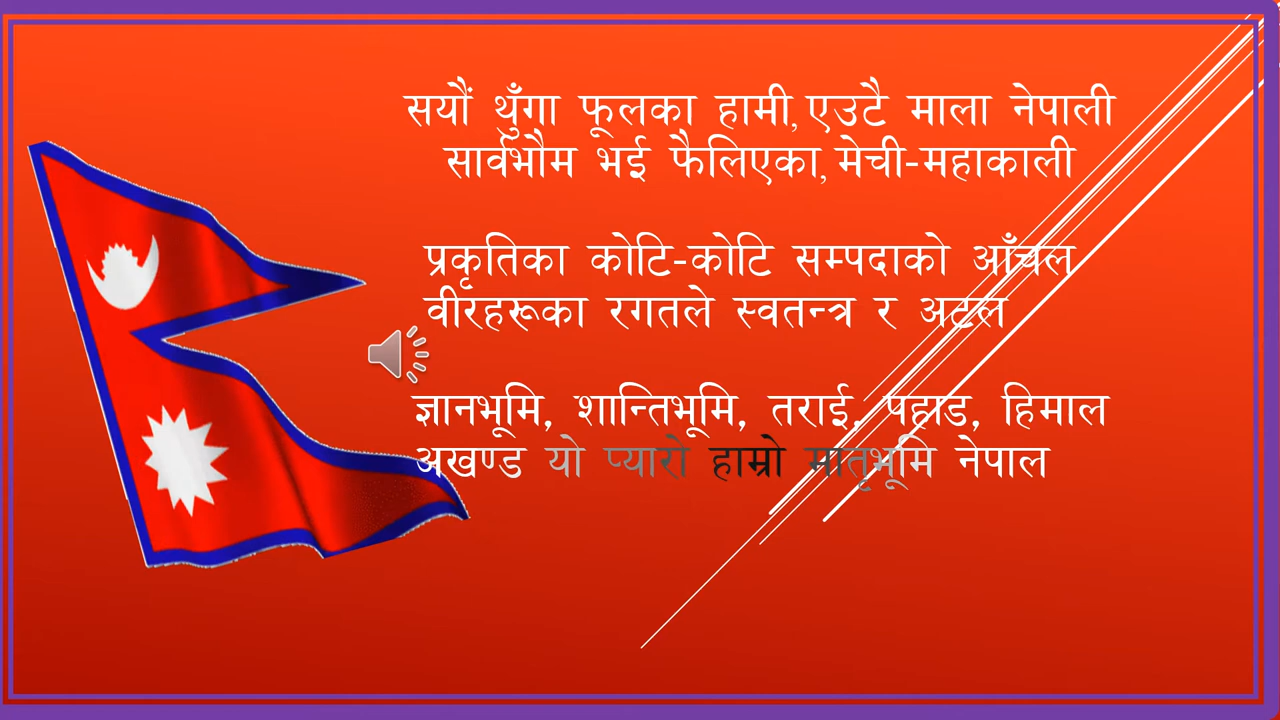 सयौं थुँगा फूलका हामी, एउटै माला नेपाली
सार्वभौम भई फैलिएका, मेची-महाकाली
प्रकृतिका कोटि-कोटि सम्पदाको आँचल
वीरहरूका रगतले स्वतन्त्र र अटल
ज्ञानभूमि, शान्तिभूमि, तराई, पहाड, हिमाल
अखण्ड यो प्यारो हाम्रो मातृभूमि नेपाल